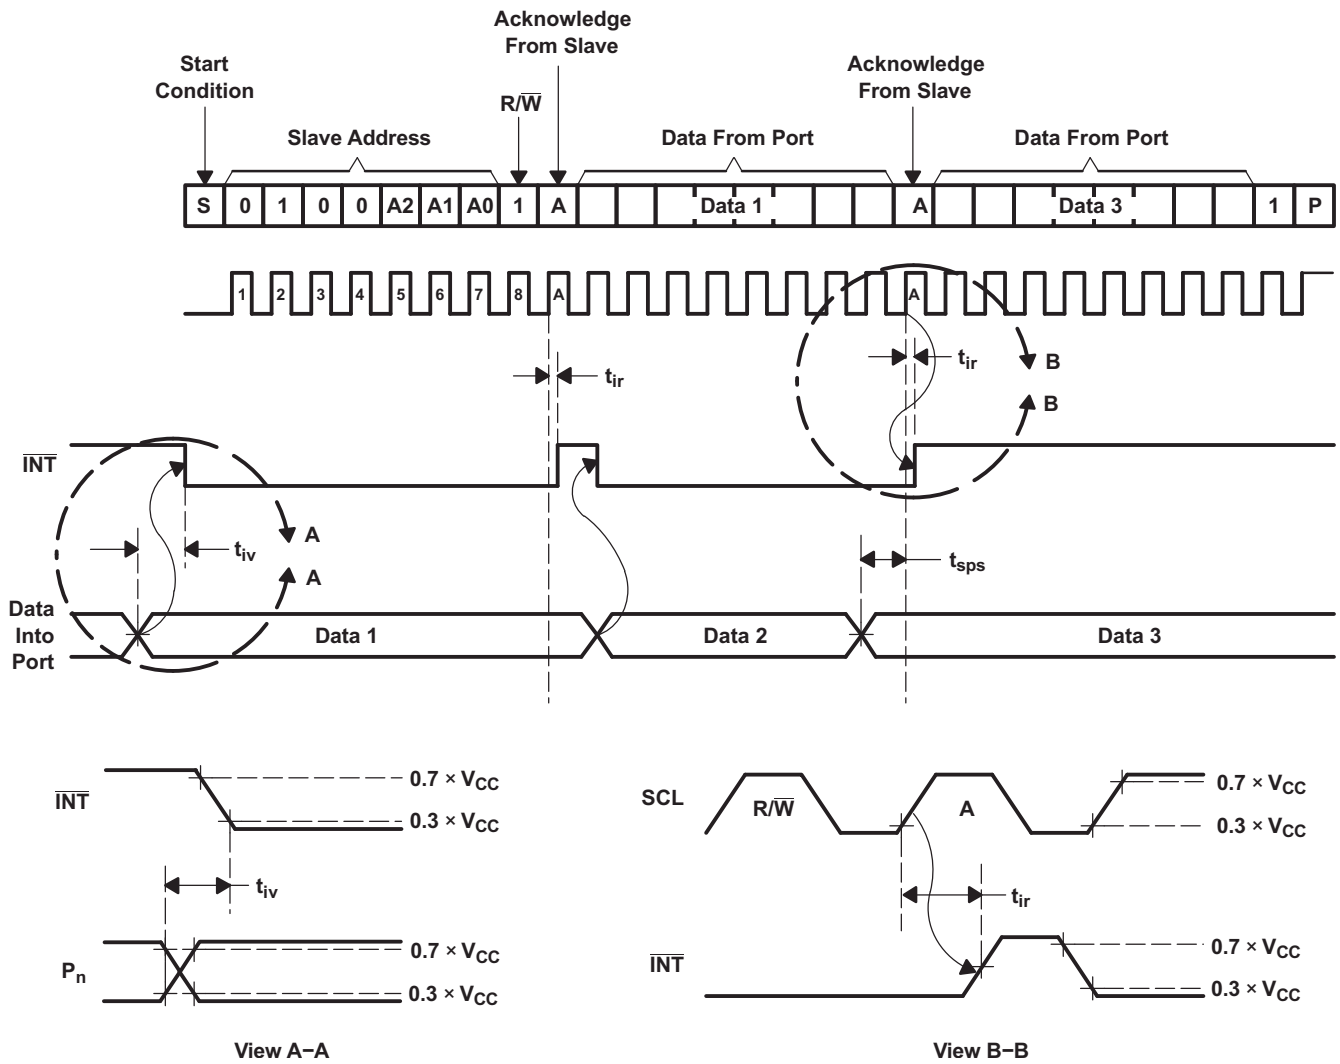 Acknowledge
From Slave
Start
Condition
R/W̅
Acknowledge
From Slave
Slave Address
Data From Port
Data From Port
S 0 1 0 0 A2 A1 A0 1 A Data 1 A Data 3 1 P
1 2 3 4 5 6 7 8 A A
tir
tir
B
B
I̅N̅T̅
tiv
A
A
tsps
Data
Into
Port
Data 1
Data 2
Data 3
I̅N̅T̅
0.7 × VCC
0.3 × VCC
tiv
Pn
0.7 × VCC
0.3 × VCC
View A–A
SCL
R/W̅
A
0.7 × VCC
0.3 × VCC
tir
I̅N̅T̅
0.7 × VCC
0.3 × VCC
View B–B